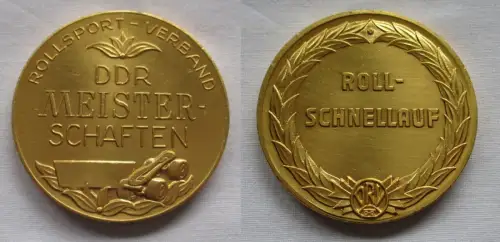 ROLLSPORT - VERBAND
DDR
MEISTER-
SCHAFTEN
ROLL-
SCHNELLAUF